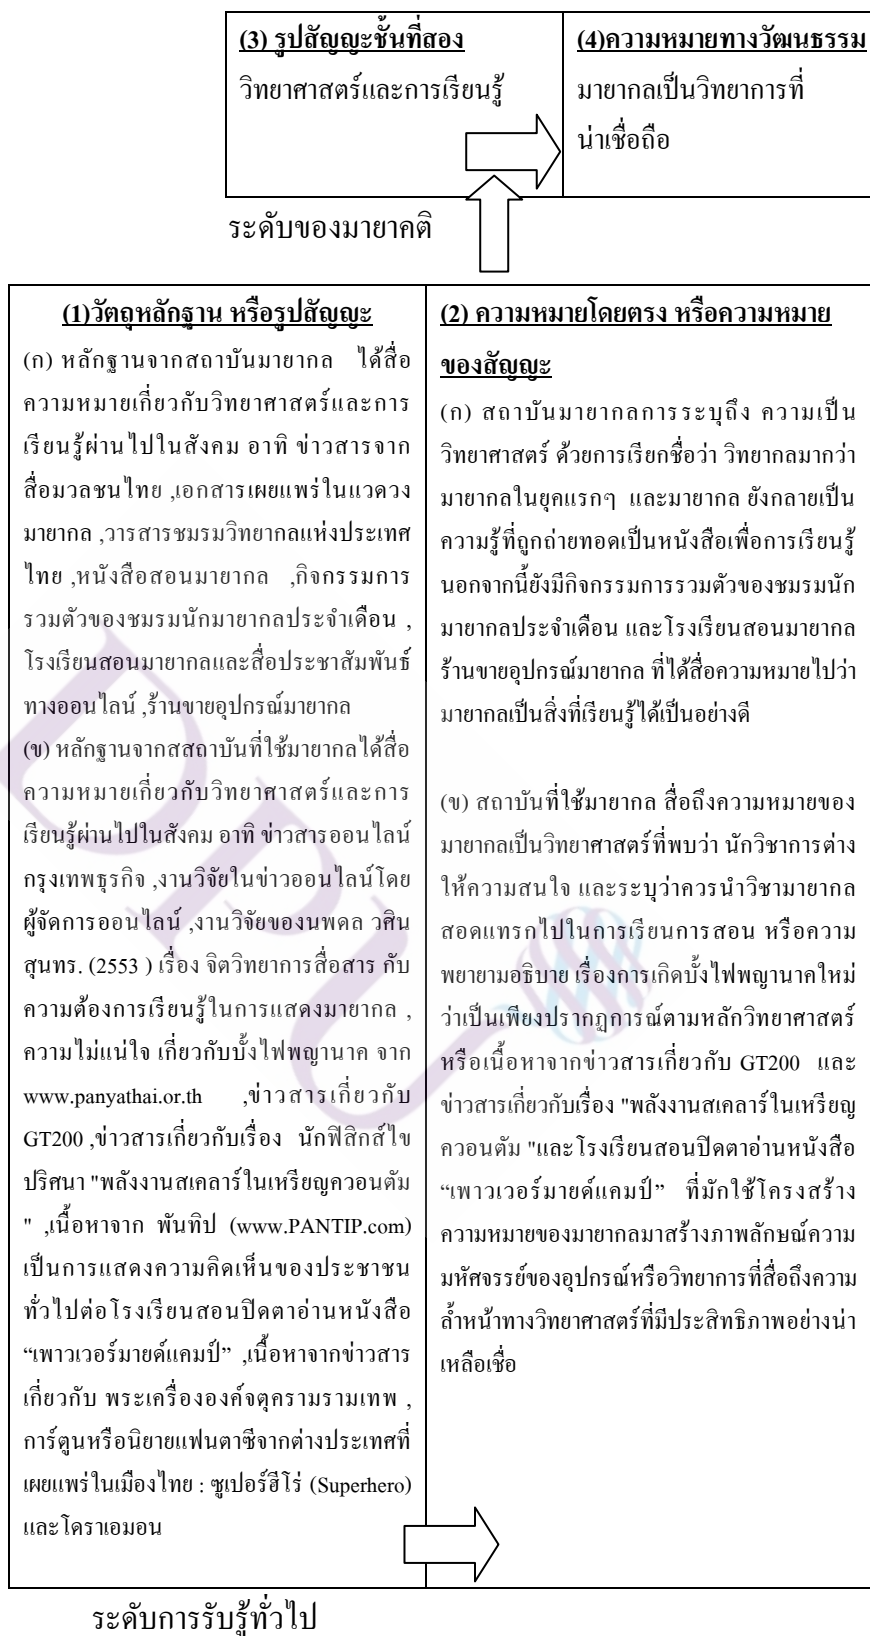 (3) รูปสัญญะชั้นที่สอง
วิทยาศาสตร์และการเรียนรู้
(4)ความหมายทางวัฒนธรรม
มายากลเป็นวิทยาการที่
น่าเชื่อถือ
ระดับของมายาคติ
(1)วัตถุหลักฐาน หรือรูปสัญญะ
(ก) หลักฐานจากสถาบันมายากล ได้สื่อ
ความหมายเกี่ยวกับวิทยาศาสตร์และการ
เรียนรู้ผ่านไปในสังคม อาทิ ข่าวสารจาก
สื่อมวลชนไทย ,เอกสารเผยแพร่ในแวดวง
มายากล ,วารสารชมรมวิทยากลแห่งประเทศ
ไทย ,หนังสือสอนมายากล ,กิจกรรมการ
รวมตัวของชมรมนักมายากลประจำเดือน ,
โรงเรียนสอนมายากลและสื่อประชาสัมพันธ์
ทางออนไลน์ ,ร้านขายอุปกรณ์มายากล
(ข) หลักฐานจากสสถาบันที่ใช้มายากลได้สื่อ
ความหมายเกี่ยวกับวิทยาศาสตร์และการ
เรียนรู้ผ่านไปในสังคม อาทิ ข่าวสารออนไลน์
กรุงเทพธุรกิจ ,งานวิจัยในข่าวออนไลน์โดย
ผู้จัดการออนไลน์ ,งานวิจัยของนพดล วศิน
สุนทร. (2553 ) เรื่อง จิตวิทยาการสื่อสาร กับ
ความต้องการเรียนรู้ในการแสดงมายากล ,
ความไม่แน่ใจ เกี่ยวกับบั้งไฟพญานาค จาก
www.panyathai.or.th ,ข่าวสารเกี่ยวกับ
GT200 ,ข่าวสารเกี่ยวกับเรื่อง นักฟิสิกส์ไข
ปริศนา "พลังงานสเคลาร์ในเหรียญควอนตัม
" ,เนื้อหาจาก พันทิป (www.PANTIP.com)
เป็นการแสดงความคิดเห็นของประชาชน
ทั่วไปต่อโรงเรียนสอนปิดตาอ่านหนังสือ
“เพาวเวอร์มายด์แคมป์” ,เนื้อหาจากข่าวสาร
เกี่ยวกับ พระเครื่ององค์จตุครามรามเทพ ,
การ์ตูนหรือนิยายแฟนตาซีจากต่างประเทศที่
เผยแพร่ในเมืองไทย : ซูเปอร์ฮีโร่ (Superhero)
และโดราเอมอน
(2) ความหมายโดยตรง หรือความหมาย
ของสัญญะ
(ก) สถาบันมายากลการระบุถึง ความเป็น
วิทยาศาสตร์ ด้วยการเรียกชื่อว่า วิทยากลมากว่า
มายากลในยุคแรกๆ และมายากล ยังกลายเป็น
ความรู้ที่ถูกถ่ายทอดเป็นหนังสือเพื่อการเรียนรู้
นอกจากนี้ยังมีกิจกรรมการรวมตัวของชมรมนัก
มายากลประจำเดือน และโรงเรียนสอนมายากล
ร้านขายอุปกรณ์มายากล ที่ได้สื่อความหมายไปว่า
มายากลเป็นสิ่งที่เรียนรู้ได้เป็นอย่างดี
(ข) สถาบันที่ใช้มายากล สื่อถึงความหมายของ
มายากลเป็นวิทยาศาสตร์ที่พบว่า นักวิชาการต่าง
ให้ความสนใจ และระบุว่าควรนำวิชามายากล
สอดแทรกไปในการเรียนการสอน หรือความ
พยายามอธิบาย เรื่องการเกิดบั้งไฟพญานาคใหม่
ว่าเป็นเพียงปรากฏการณ์ตามหลักวิทยาศาสตร์
หรือเนื้อหาจากข่าวสารเกี่ยวกับ GT200 และ
ข่าวสารเกี่ยวกับเรื่อง "พลังงานสเคลาร์ในเหรียญ
ควอนตัม "และโรงเรียนสอนปิดตาอ่านหนังสือ
“เพาวเวอร์มายด์แคมป์” ที่มักใช้โครงสร้าง
ความหมายของมายากลมาสร้างภาพลักษณ์ความ
มหัศจรรย์ของอุปกรณ์หรือวิทยาการที่สื่อถึงความ
ล้ำหน้าทางวิทยาศาสตร์ที่มีประสิทธิภาพอย่างน่า
เหลือเชื่อ
ระดับการรับรู้ทั่วไป
DPU